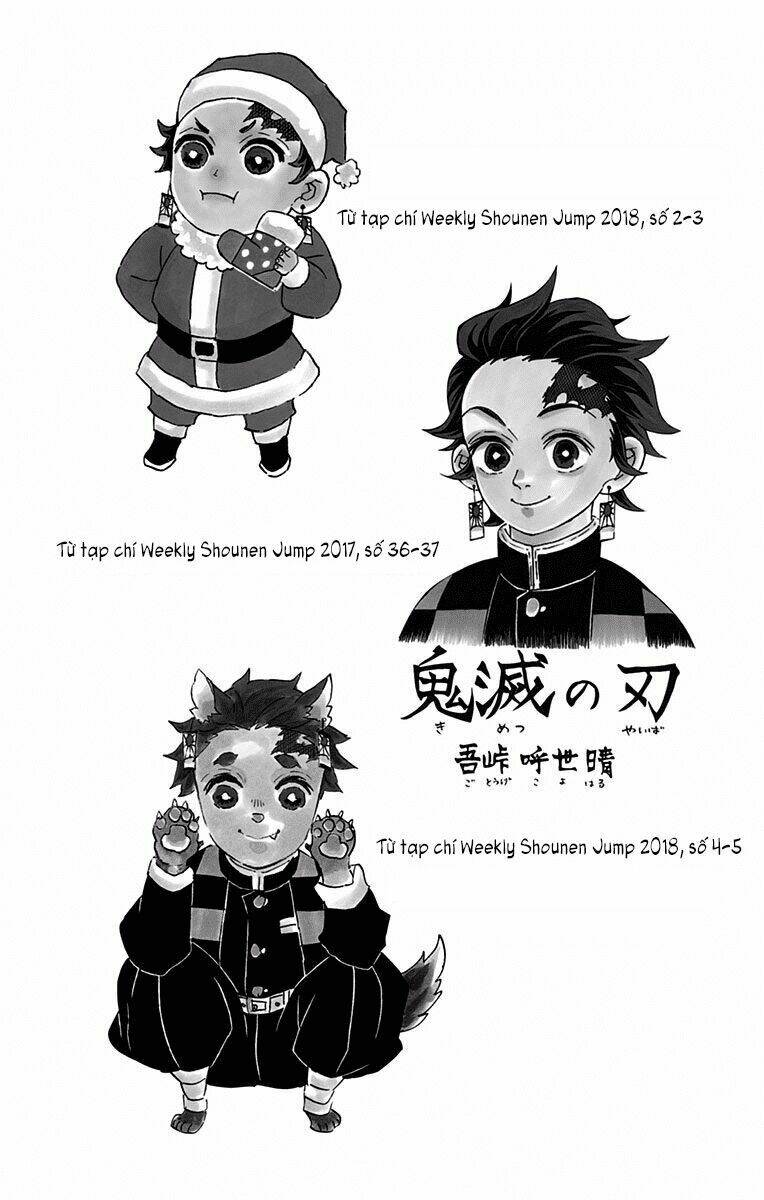 Từ tạp chí Weekly Shounen Jump 2018, số 2-3
Từ tạp chí Weekly Shounen Jump 2017, số 36-37
鬼滅の刃
きめつ やいば
吾峠呼世晴
ごとうげ こよはる
Từ tạp chí Weekly Shounen Jump 2018, số 4-5